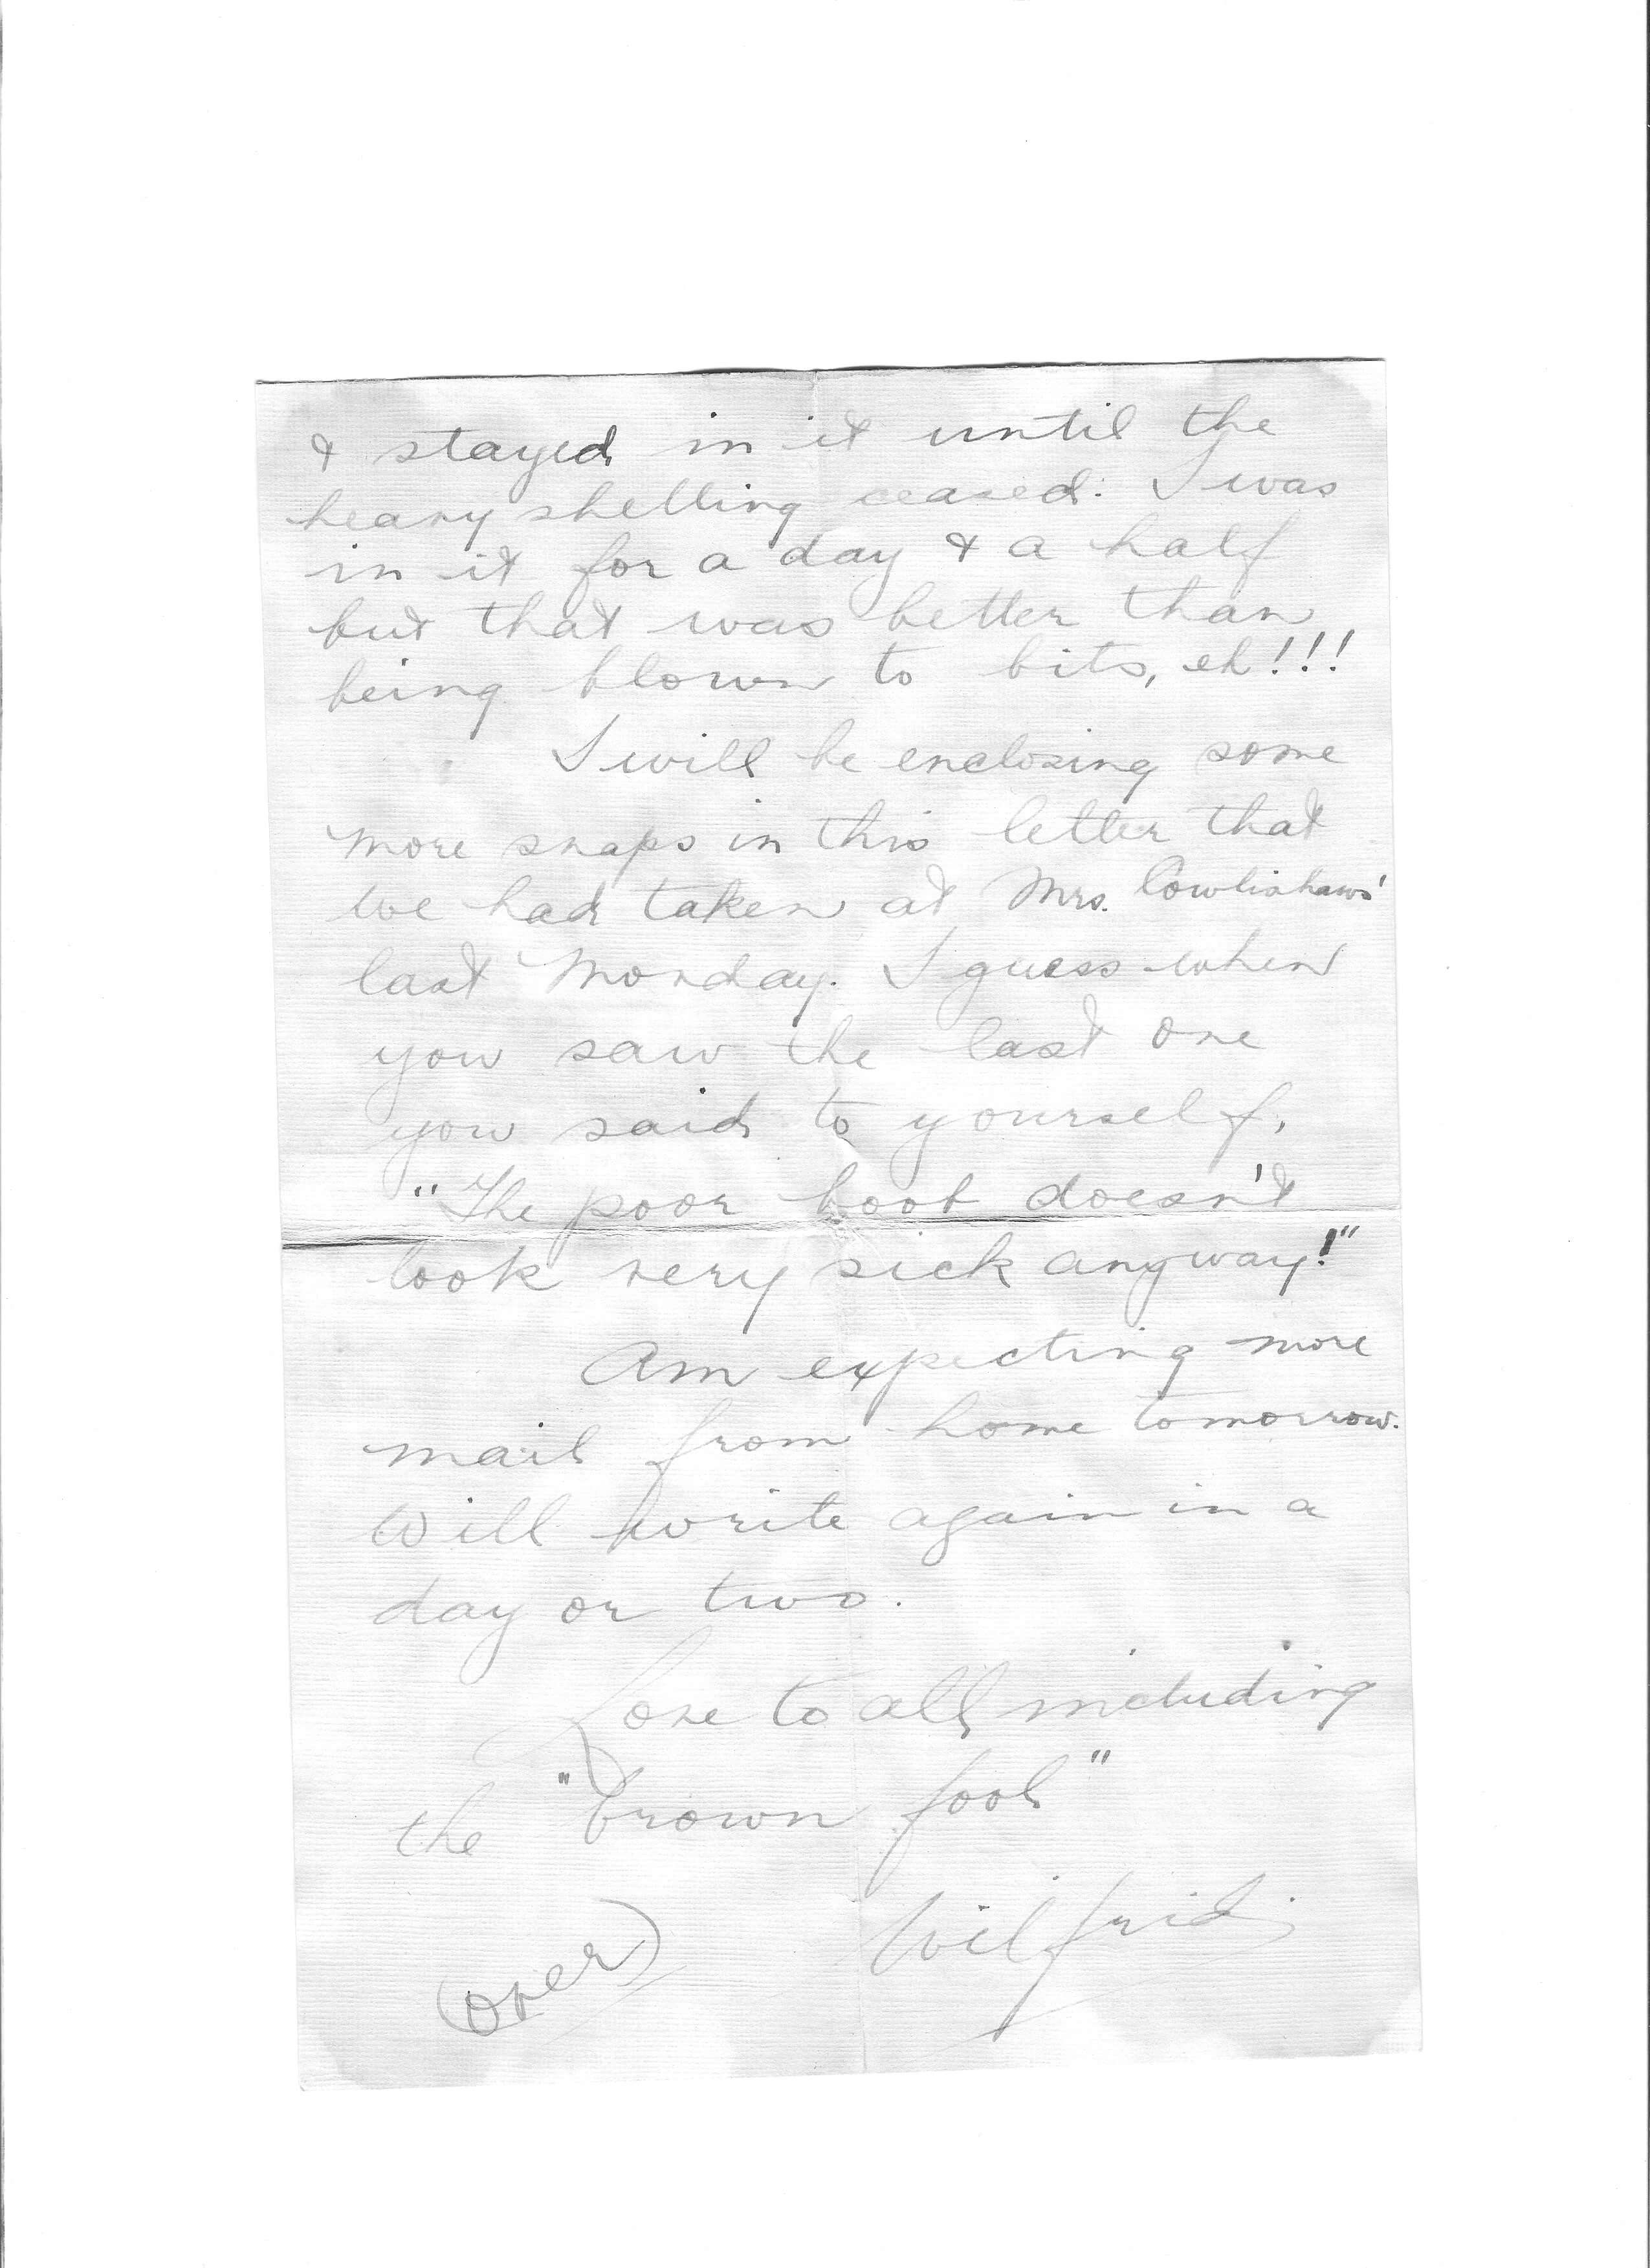 & stayed in it until the
heavy shelling ceased. I was
in it for a day & a half
but that was better than
being blown to bits, eh!!!
I will be enclosing some
more snaps in this letter that
we had taken at Mrs.
last Monday. I guess when
you saw the last one
you said to yourself,
"The poor boob doesn't
look very sick anyway!"
Am expecting more
mail from home tomorrow.
Will write again in a
day or two.
Love to all including
the "brown fool"
Wilfrid.
(over)